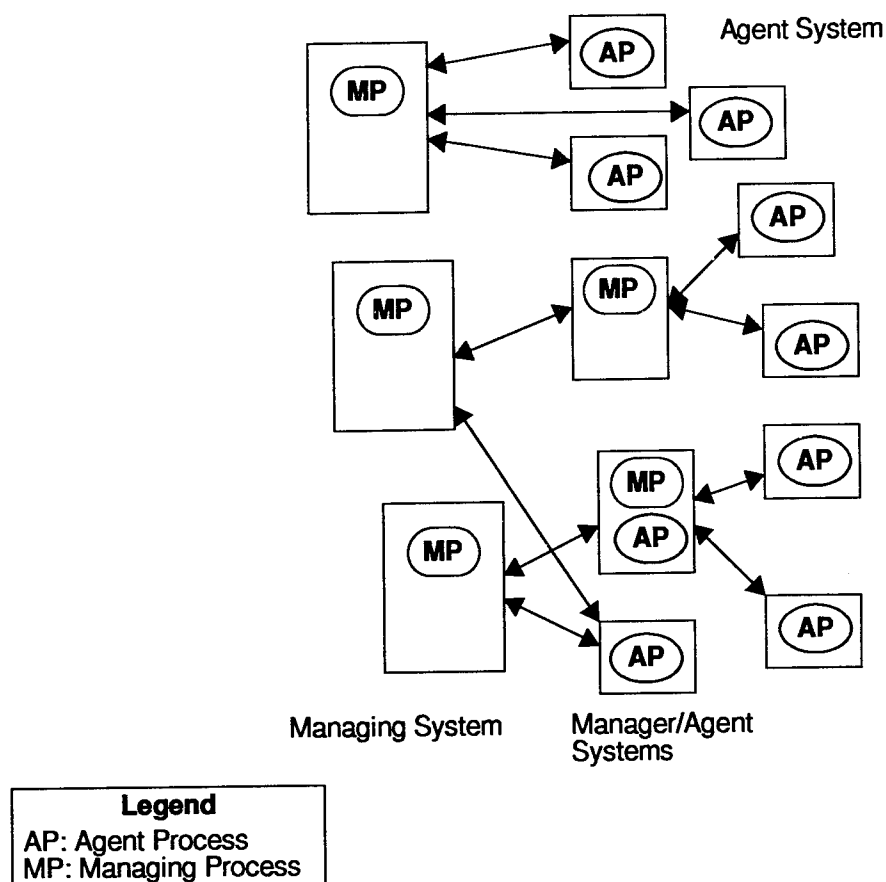 Agent System
AP
MP
AP
AP
AP
MP
MP
AP
AP
MP
MP
AP
AP
AP
Managing System
Manager/Agent
Systems
Legend
AP: Agent Process
MP: Managing Process